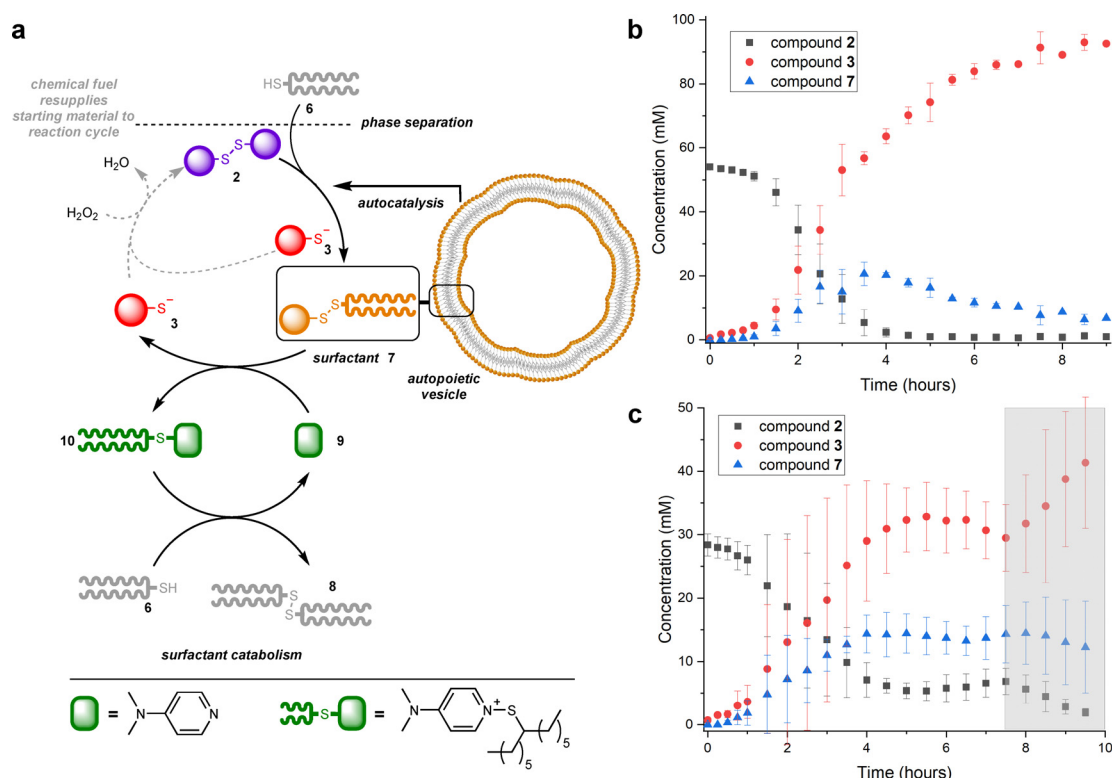 a
chemical fuel
resupplies
starting material to
reaction cycle
HS
6
phase separation
H2O
S
S
2
H2O2
autocatalysis
S−
3
S−
3
S
S
surfactant 7
autopoietic
vesicle
10
S
9
SH
6
8
S
S
surfactant catabolism
=
N
N
S
=
N
N+
S
5
5
b
compound 2
compound 3
compound 7
Concentration (mM)
100
80
60
40
20
0
0
2
4
6
8
Time (hours)
c
compound 2
compound 3
compound 7
Concentration (mM)
50
40
30
20
10
0
0
2
4
6
8
10
Time (hours)